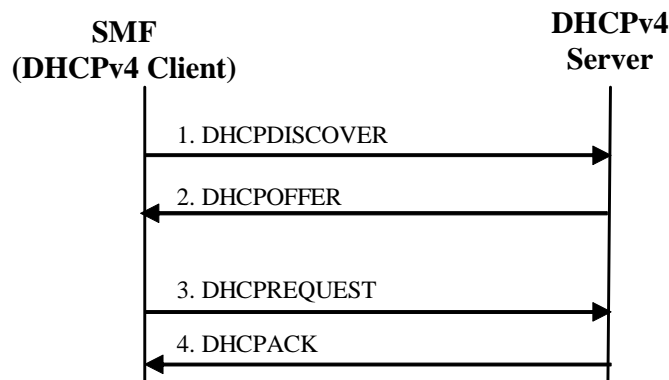 SMF
(DHCPv4 Client)
DHCPv4
Server
1. DHCPDISCOVER
2. DHCPOFFER
3. DHCPREQUEST
4. DHCPACK